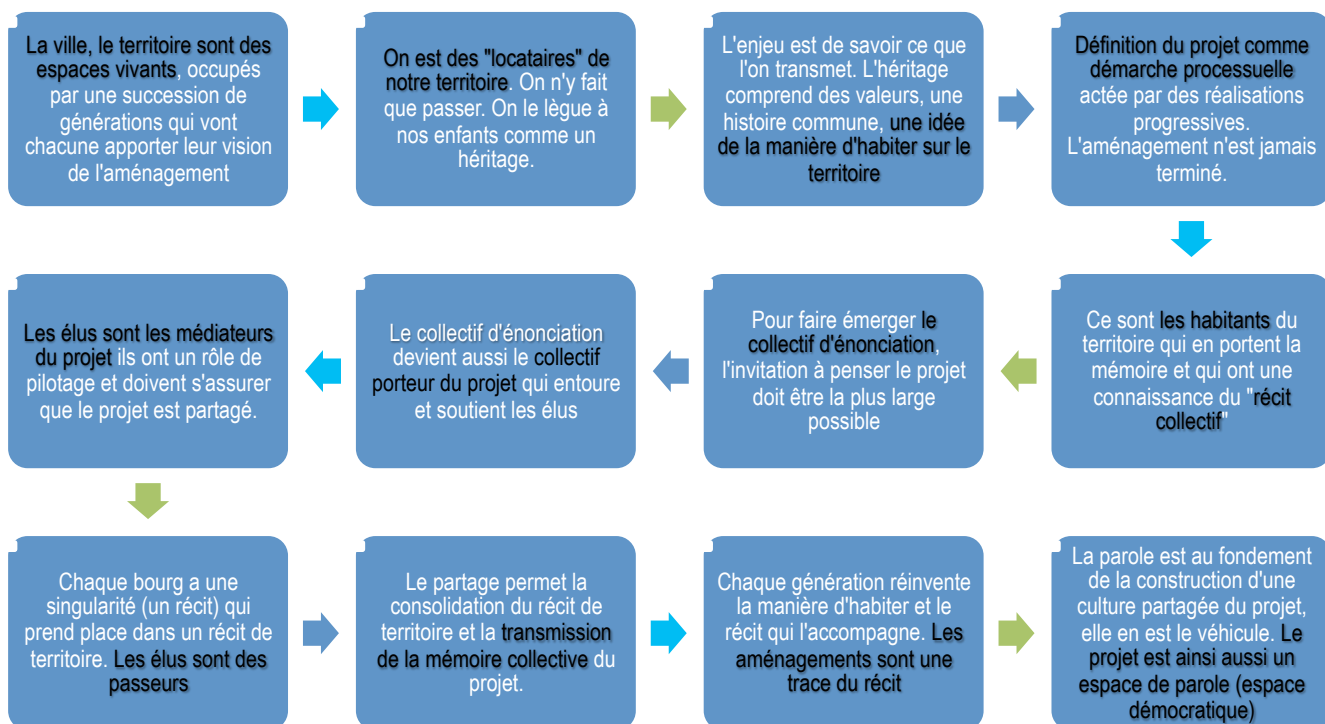 La ville, le territoire sont des
espaces vivants, occupés
par une succession de
générations qui vont
chacune apporter leur vision
de l'aménagement
On est des "locataires" de
notre territoire. On n'y fait
que passer. On le lègue à
nos enfants comme un
héritage.
L'enjeu est de savoir ce que
l'on transmet. L'héritage
comprend des valeurs, une
histoire commune, une idée
de la manière d'habiter sur le
territoire
Définition du projet comme
démarche processuelle
actée par des réalisations
progressives.
L'aménagement n'est jamais
terminé.
Ce sont les habitants du
territoire qui en portent la
mémoire et qui ont une
connaissance du "récit
collectif"
Pour faire émerger le
collectif d'énonciation,
l'invitation à penser le projet
doit être la plus large
possible
Le collectif d'énonciation
devient aussi le collectif
porteur du projet qui entoure
et soutient les élus
Les élus sont les médiateurs
du projet ils ont un rôle de
pilotage et doivent s'assurer
que le projet est partagé.
Chaque bourg a une
singularité (un récit) qui
prend place dans un récit de
territoire. Les élus sont des
passeurs
Le partage permet la
consolidation du récit de
territoire et la transmission
de la mémoire collective du
projet.
Chaque génération réinvente
la manière d'habiter et le
récit qui l'accompagne. Les
aménagements sont une
trace du récit
La parole est au fondement
de la construction d'une
culture partagée du projet,
elle en est le véhicule. Le
projet est ainsi aussi un
espace de parole (espace
démocratique)